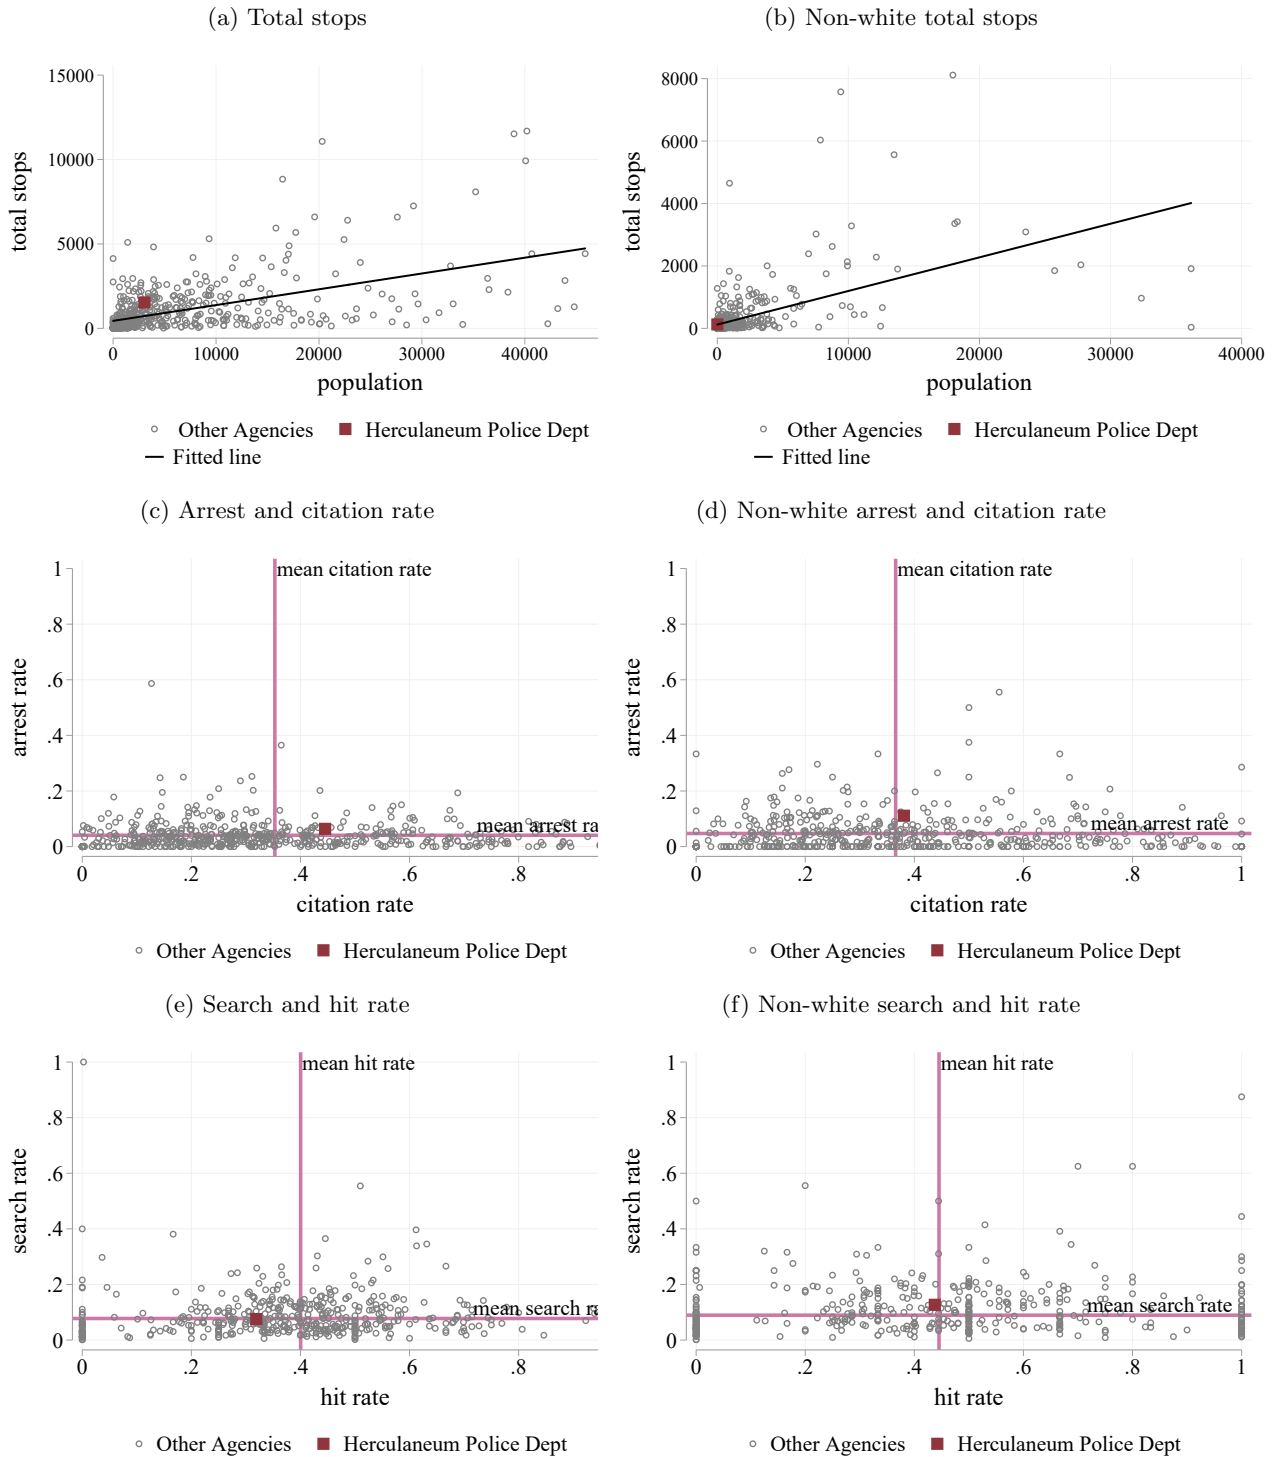 (a) Total stops
(b) Non-white total stops
total stops
15000
10000
5000
0
0 10000 20000 30000 40000
population
Other Agencies Herculaneum Police Dept
Fitted line
total stops
8000
6000
4000
2000
0
0 10000 20000 30000 40000
population
Other Agencies Herculaneum Police Dept
Fitted line
(c) Arrest and citation rate
(d) Non-white arrest and citation rate
arrest rate
1
.8
.6
.4
.2
0
mean citation rate
mean arrest ra
0 .2 .4 .6 .8
citation rate
Other Agencies Herculaneum Police Dept
arrest rate
1
.8
.6
.4
.2
0
mean citation rate
mean arrest rate
0 .2 .4 .6 .8 1
citation rate
Other Agencies Herculaneum Police Dept
(e) Search and hit rate
(f) Non-white search and hit rate
search rate
1
.8
.6
.4
.2
0
mean hit rate
mean search ra
0 .2 .4 .6 .8
hit rate
Other Agencies Herculaneum Police Dept
search rate
1
.8
.6
.4
.2
0
mean hit rate
mean search rate
0 .2 .4 .6 .8 1
hit rate
Other Agencies Herculaneum Police Dept